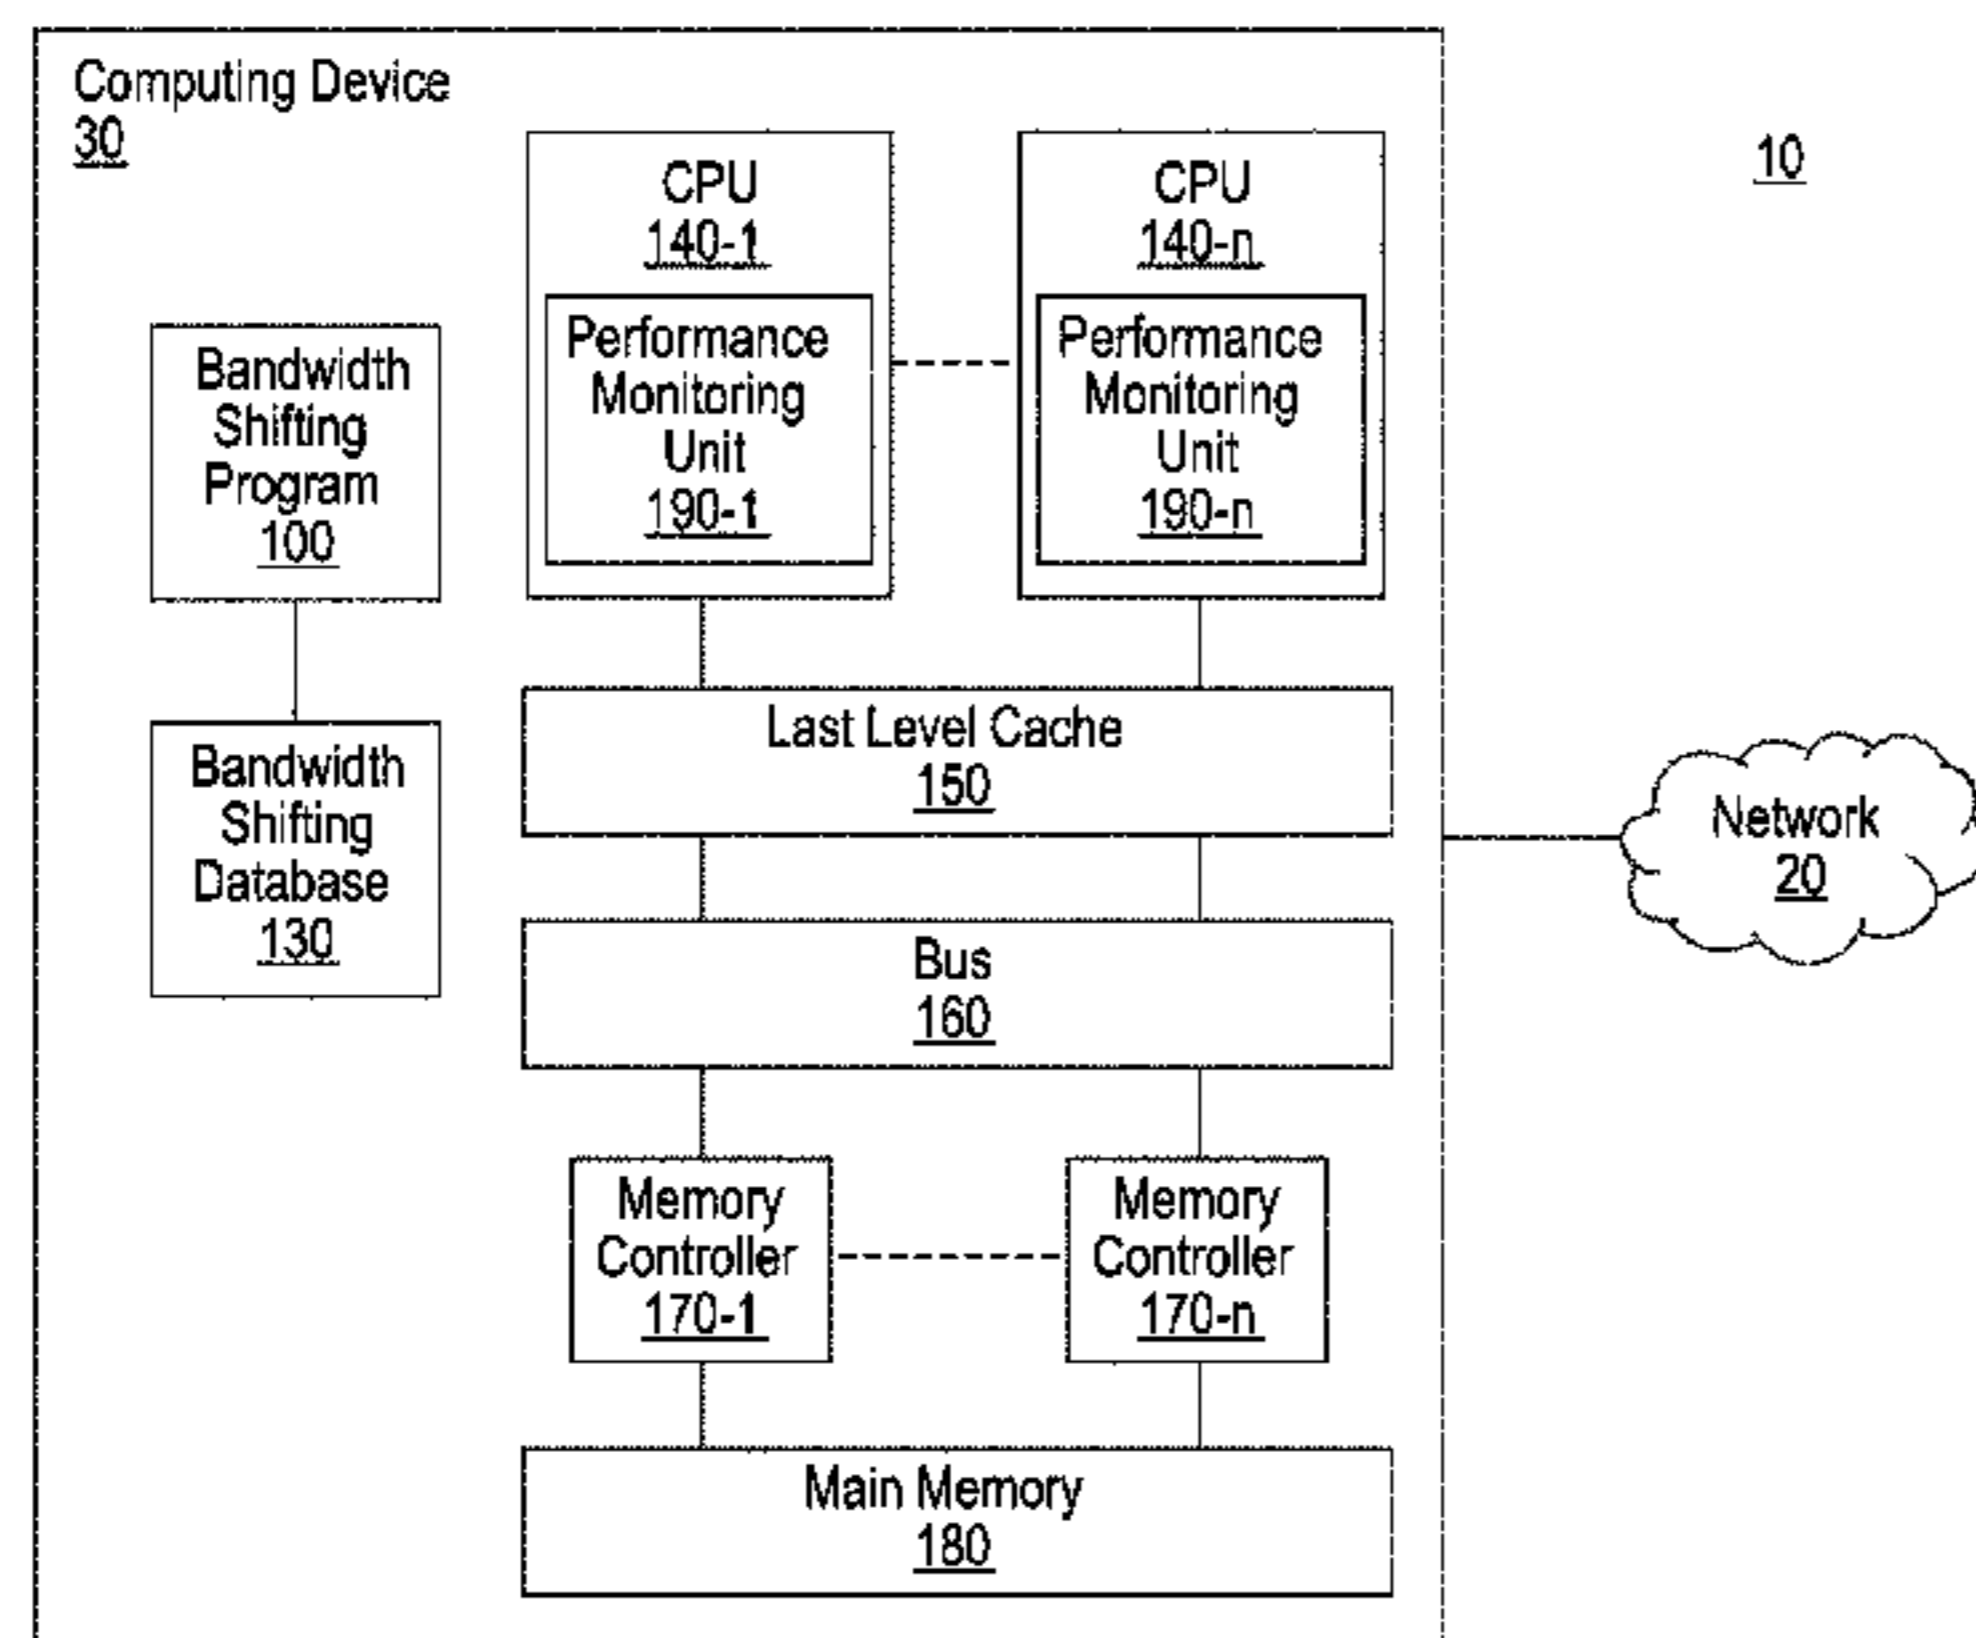 Computing Device
30
10
CPU
140-1
Performance
Monitoring
Unit
190-1
CPU
140-n
Performance
Monitoring
Unit
190-n
Bandwidth
Shifting
Program
100
Bandwidth
Shifting
Database
130
Last Level Cache
150
Bus
160
Memory
Controller
170-1
Memory
Controller
170-n
Main Memory
180
Network
20